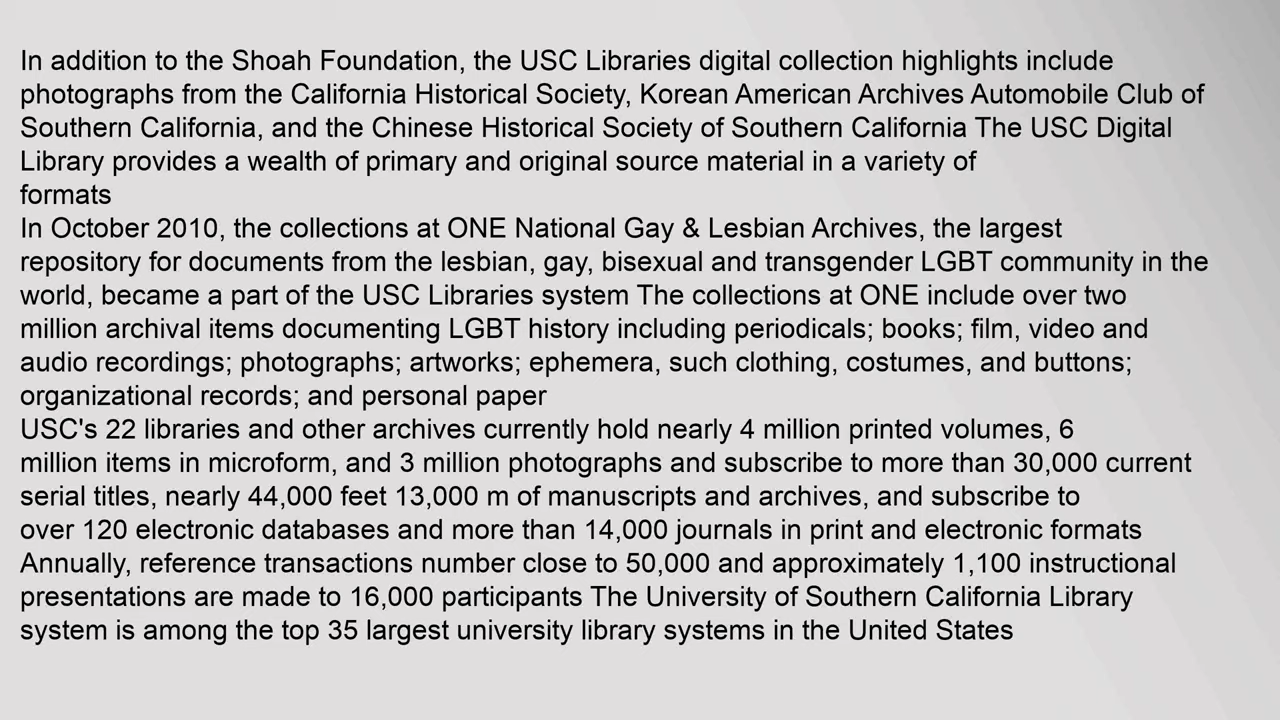 In addition to the Shoah Foundation, the USC Libraries digital collection highlights include
photographs from the California Historical Society, Korean American Archives Automobile Club of
Southern California, and the Chinese Historical Society of Southern California The USC Digital
Library provides a wealth of primary and original source material in a variety of
formats
In October 2010, the collections at ONE National Gay & Lesbian Archives, the largest
repository for documents from the lesbian, gay, bisexual and transgender LGBT community in the
world, became a part of the USC Libraries system The collections at ONE include over two
million archival items documenting LGBT history including periodicals; books; film, video and
audio recordings; photographs; artworks; ephemera, such clothing, costumes, and buttons;
organizational records; and personal paper
USC's 22 libraries and other archives currently hold nearly 4 million printed volumes, 6
million items in microform, and 3 million photographs and subscribe to more than 30,000 current
serial titles, nearly 44,000 feet 13,000 m of manuscripts and archives, and subscribe to
over 120 electronic databases and more than 14,000 journals in print and electronic formats
Annually, reference transactions number close to 50,000 and approximately 1,100 instructional
presentations are made to 16,000 participants The University of Southern California Library
system is among the top 35 largest university library systems in the United States